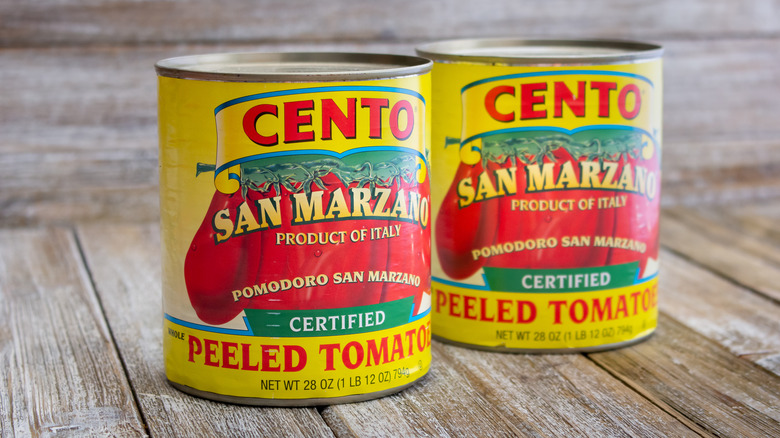 CENTO
SAN MARZANO
PRODUCT OF ITALY
POMODORO SAN MARZANO
CERTIFIED
WHOLE
PEELED TOMATO
NET WT 28 OZ (1 LB 12 OZ) 794g
CENTO
SAN MARZANO
PRODUCT OF ITALY
POMODORO SAN MARZANO
CERTIFIED
PEELED TOMATOE
NET WT 28 OZ (1 LB 12 OZ) 794g